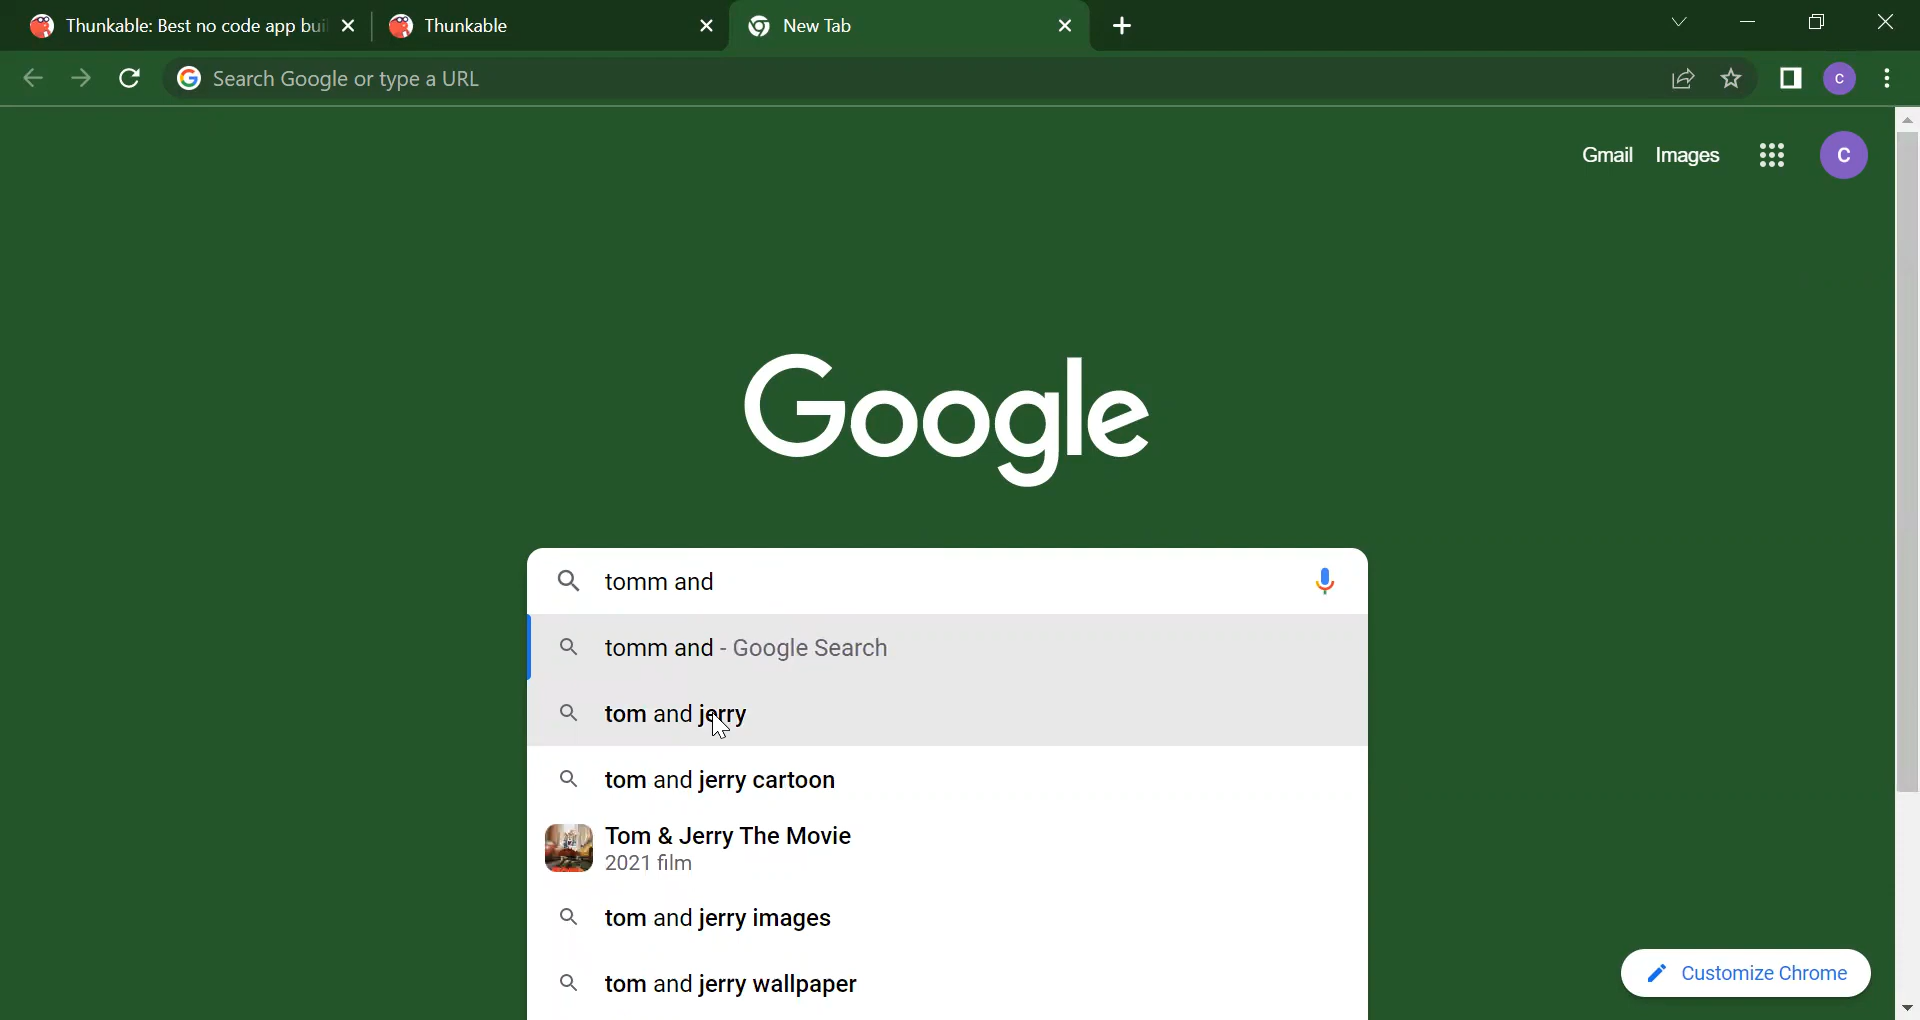 Thunkable: Best no code app bui
Thunkable
New Tab
Search Google or type a URL
C
Gmail
Images
C
Google
tomm and
tomm and - Google Search
tom and jerry
tom and jerry cartoon
Tom & Jerry The Movie
2021 film
tom and jerry images
tom and jerry wallpaper
Customize Chrome